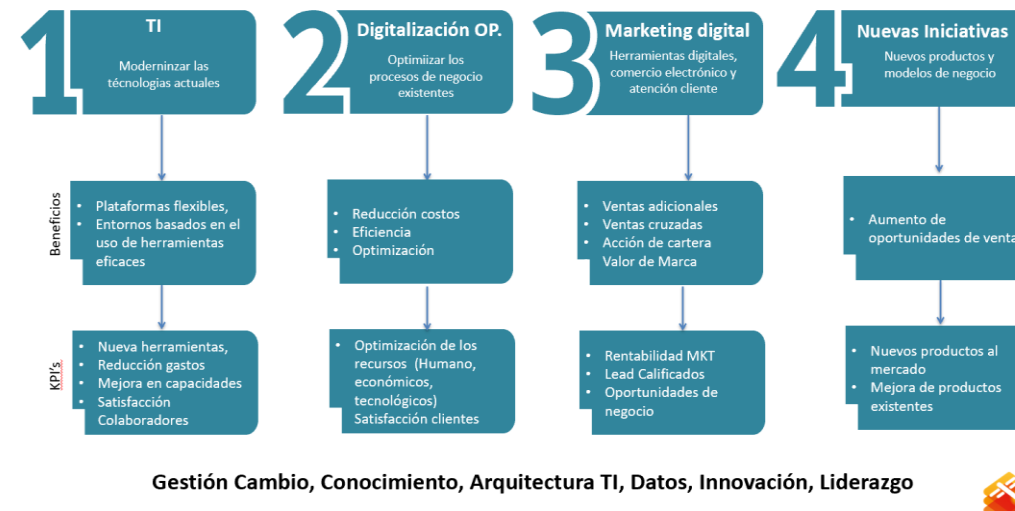 1
TI
Moderninzar las
técnologias actuales
2
Digitalización OP.
Optimiizar los
procesos de negocio
existentes
3
Marketing digital
Herramientas digitales,
comercio electrónico y
atención cliente
4
Nuevas Iniciativas
Nuevos productos y
modelos de negocio
Beneficios
• Plataformas flexibles,
• Entornos basados en el
uso de herramientas
eficaces
• Reducción costos
• Eficiencia
• Optimización
• Ventas adicionales
• Ventas cruzadas
• Acción de cartera
Valor de Marca
• Aumento de
oportunidades de venta
KPI's
• Nueva herramientas,
• Reducción gastos
• Mejora en capacidades
• Satisfacción
Colaboradores
• Optimización de los
recursos (Humano,
económicos,
tecnológicos)
Satisfacción clientes
• Rentabilidad MKT
• Lead Calificados
• Oportunidades de
negocio
• Nuevos productos al
mercado
• Mejora de productos
existentes
Gestión Cambio, Conocimiento, Arquitectura TI, Datos, Innovación, Liderazgo